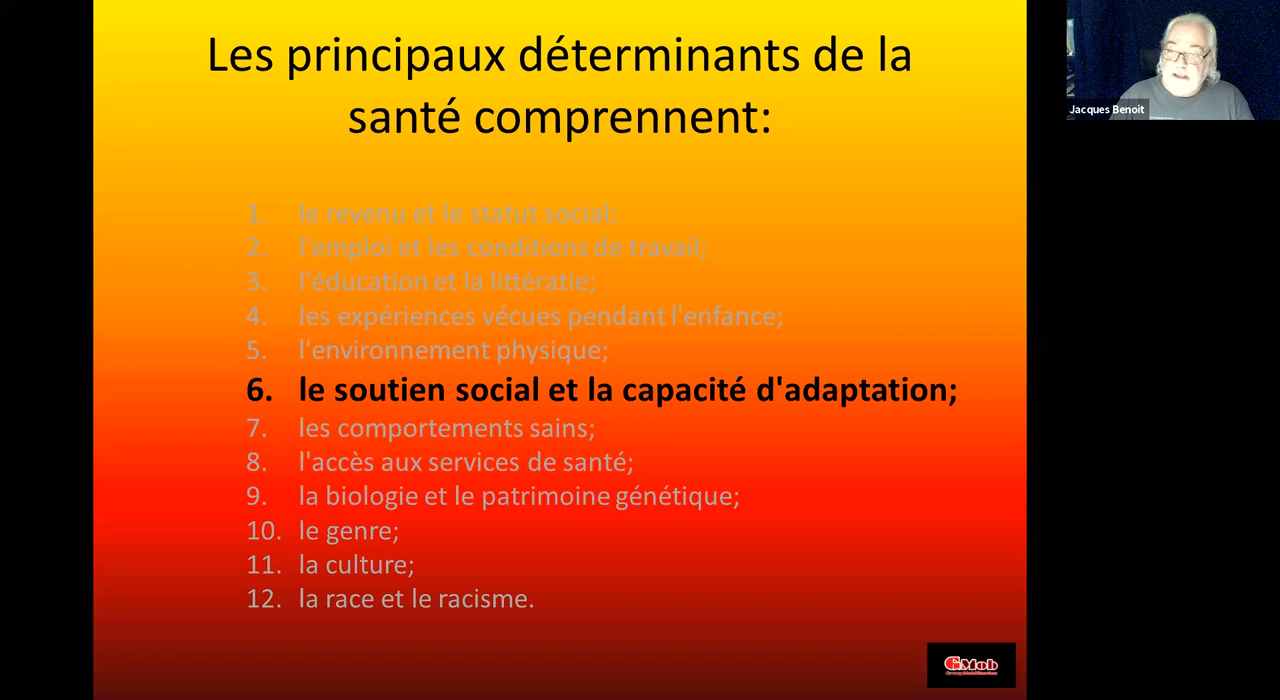 Les principaux déterminants de la
santé comprennent:
1. le revenu et le statut social;
2. l'emploi et les conditions de travail;
3. l'éducation et la littératie;
4. les expériences vécues pendant l'enfance;
5. l'environnement physique;
6. le soutien social et la capacité d'adaptation;
7. les comportements sains;
8. l'accès aux services de santé;
9. la biologie et le patrimoine génétique;
10. le genre;
11. la culture;
12. la race et le racisme.
Jacques Benoit
GMob